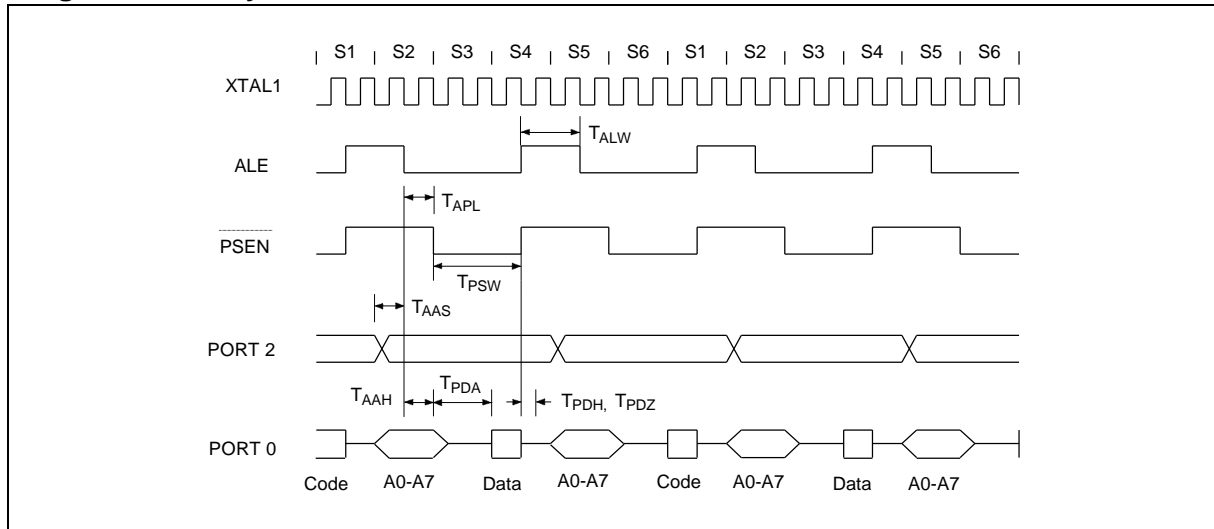 S1 S2 S3 S4 S5 S6 S1 S2 S3 S4 S5 S6
XTAL1
TALW
ALE
TAPL
PSEN
TPSW
TAAS
PORT 2
TAAH TPDA TPDH, TPDZ
PORT 0
Code A0-A7 Data A0-A7 Code A0-A7 Data A0-A7